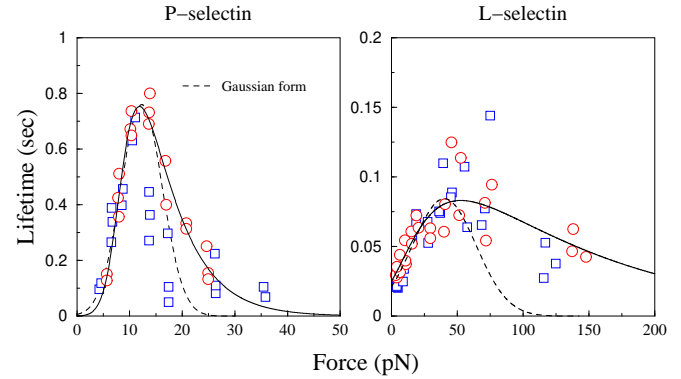 P−selectin
L−selectin
Lifetime (sec)
1
0.8
0.6
0.4
0.2
0
Gaussian form
0 10 20 30 40 50
0.2
0.15
0.1
0.05
0
0 50 100 150 200
Force (pN)